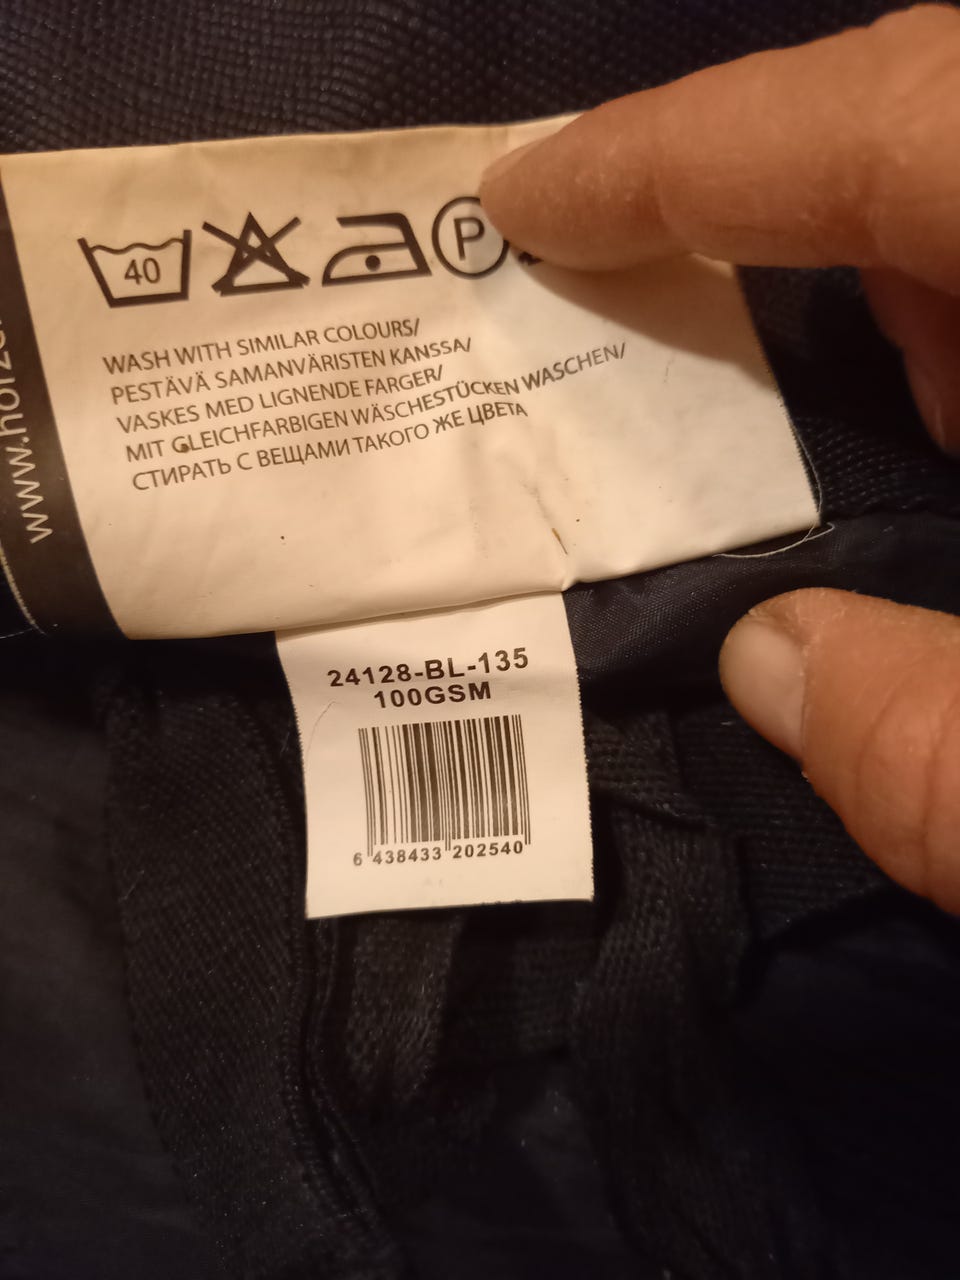 40
P
WASH WITH SIMILAR COLOURS/
PESTÄVÄ SAMANVÄRISTEN KANSSA/
VASKES MED LIGNENDE FARGER/
MIT GLEICHFARBIGEN WÄSCHESTÜCKEN WASCHEN/
СТИРАТЬ С ВЕЩАМИ ТАКОГО ЖЕ ЦВЕТА
24128-BL-135
100GSM
6 438433 202540